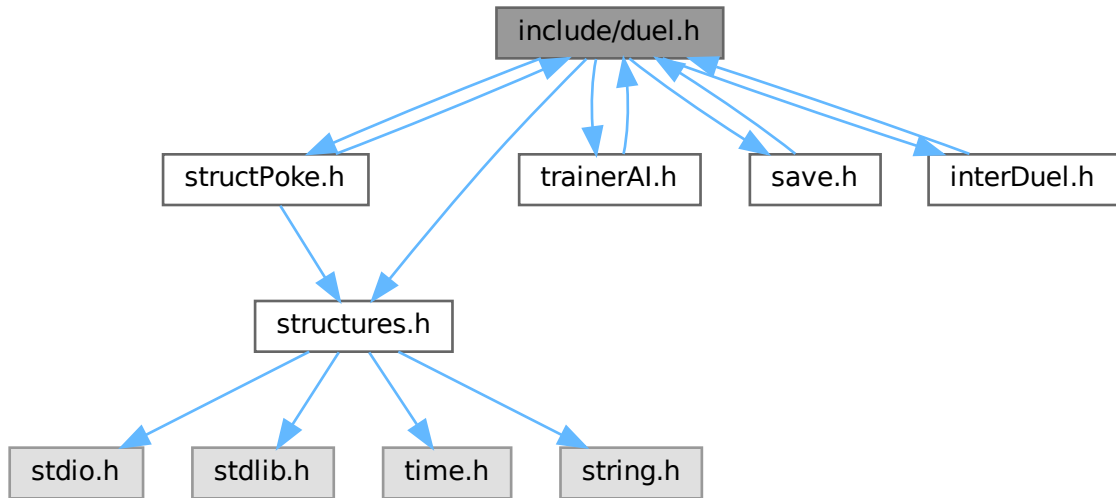 include/duel.h
structPoke.h
trainerAI.h
save.h
interDuel.h
structures.h
stdio.h
stdlib.h
time.h
string.h